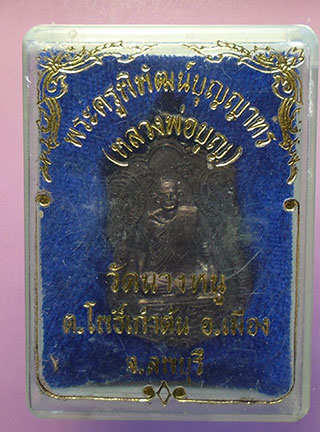 พระครูพิพัฒน์บุญญาทร
(หลวงพ่อบุญ)
วัดนางหนู
ต.โพธิ์เก้าต้น อ.เมือง
จ.ลพบุรี